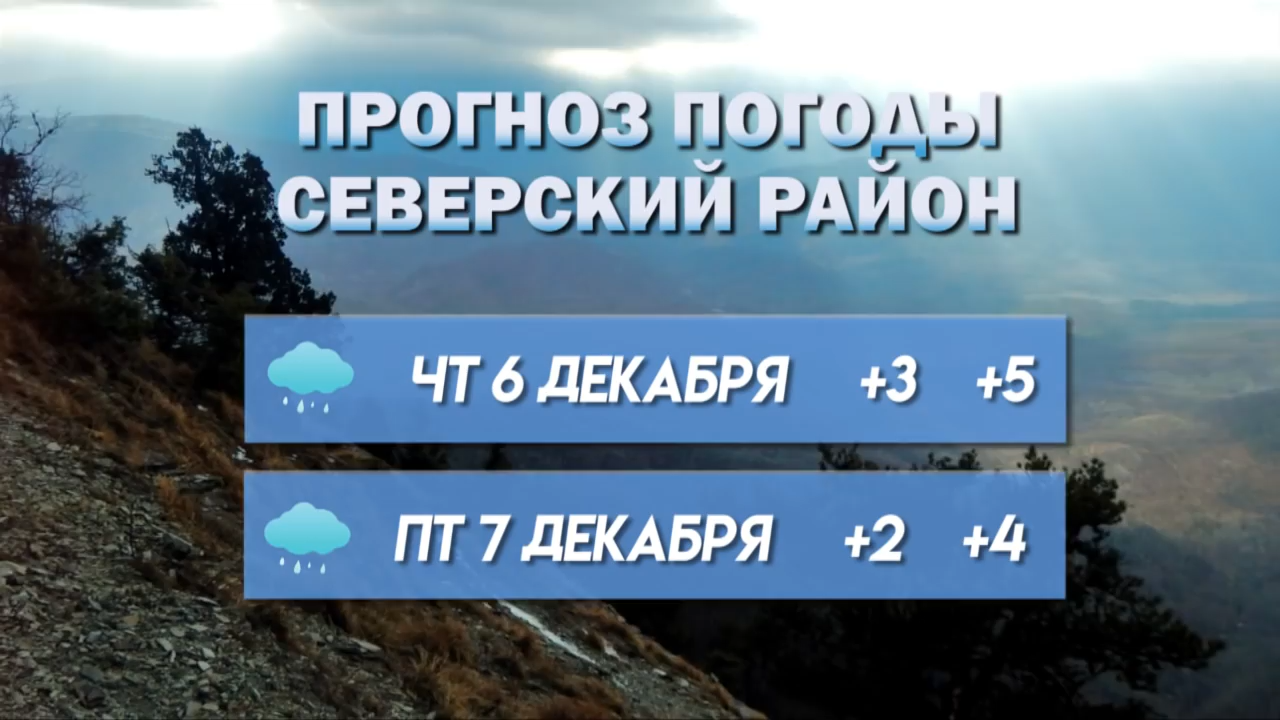 ПРОГНОЗ ПОГОДЫ
СЕВЕРСКИЙ РАЙОН
ЧТ 6 ДЕКАБРЯ +3 +5
ПТ 7 ДЕКАБРЯ +2 +4